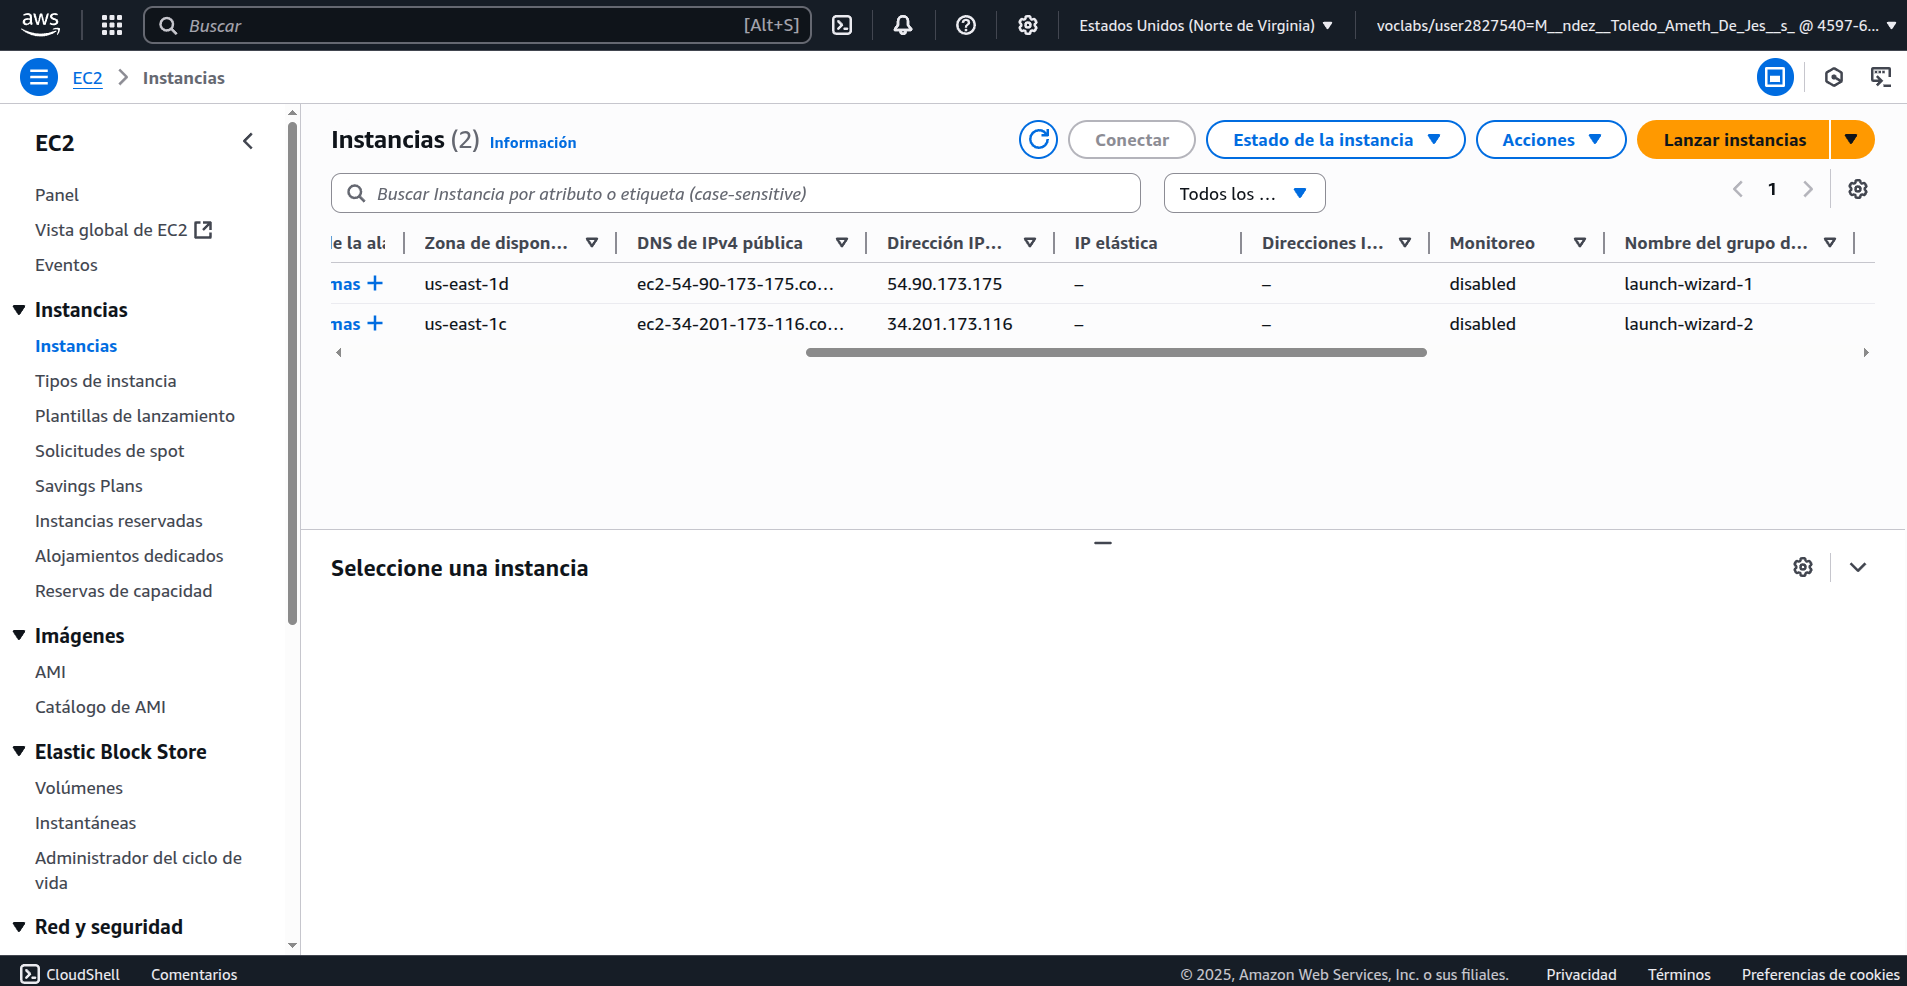 aws
Buscar [Alt+S]
Estados Unidos (Norte de Virginia)
voclabs/user2827540=M__ndez__Toledo_Ameth_De_Jes__s_ @ 4597-6...
EC2 > Instancias
EC2
Panel
Vista global de EC2
Eventos
Instancias
Instancias
Tipos de instancia
Plantillas de lanzamiento
Solicitudes de spot
Savings Plans
Instancias reservadas
Alojamientos dedicados
Reservas de capacidad
Imágenes
AMI
Catálogo de AMI
Elastic Block Store
Volúmenes
Instantáneas
Administrador del ciclo de
vida
Red y seguridad
Instancias (2) Información
Conectar
Estado de la instancia
Acciones
Lanzar instancias
Buscar Instancia por atributo o etiqueta (case-sensitive)
Todos los ...
1
e la ala Zona de dispon... DNS de IPv4 pública Dirección IP... IP elástica Direcciones I... Monitoreo Nombre del grupo d...
mas + us-east-1d ec2-54-90-173-175.co... 54.90.173.175 – – disabled launch-wizard-1
mas + us-east-1c ec2-34-201-173-116.co... 34.201.173.116 – – disabled launch-wizard-2
Seleccione una instancia
CloudShell Comentarios © 2025, Amazon Web Services, Inc. o sus filiales. Privacidad Términos Preferencias de cookies